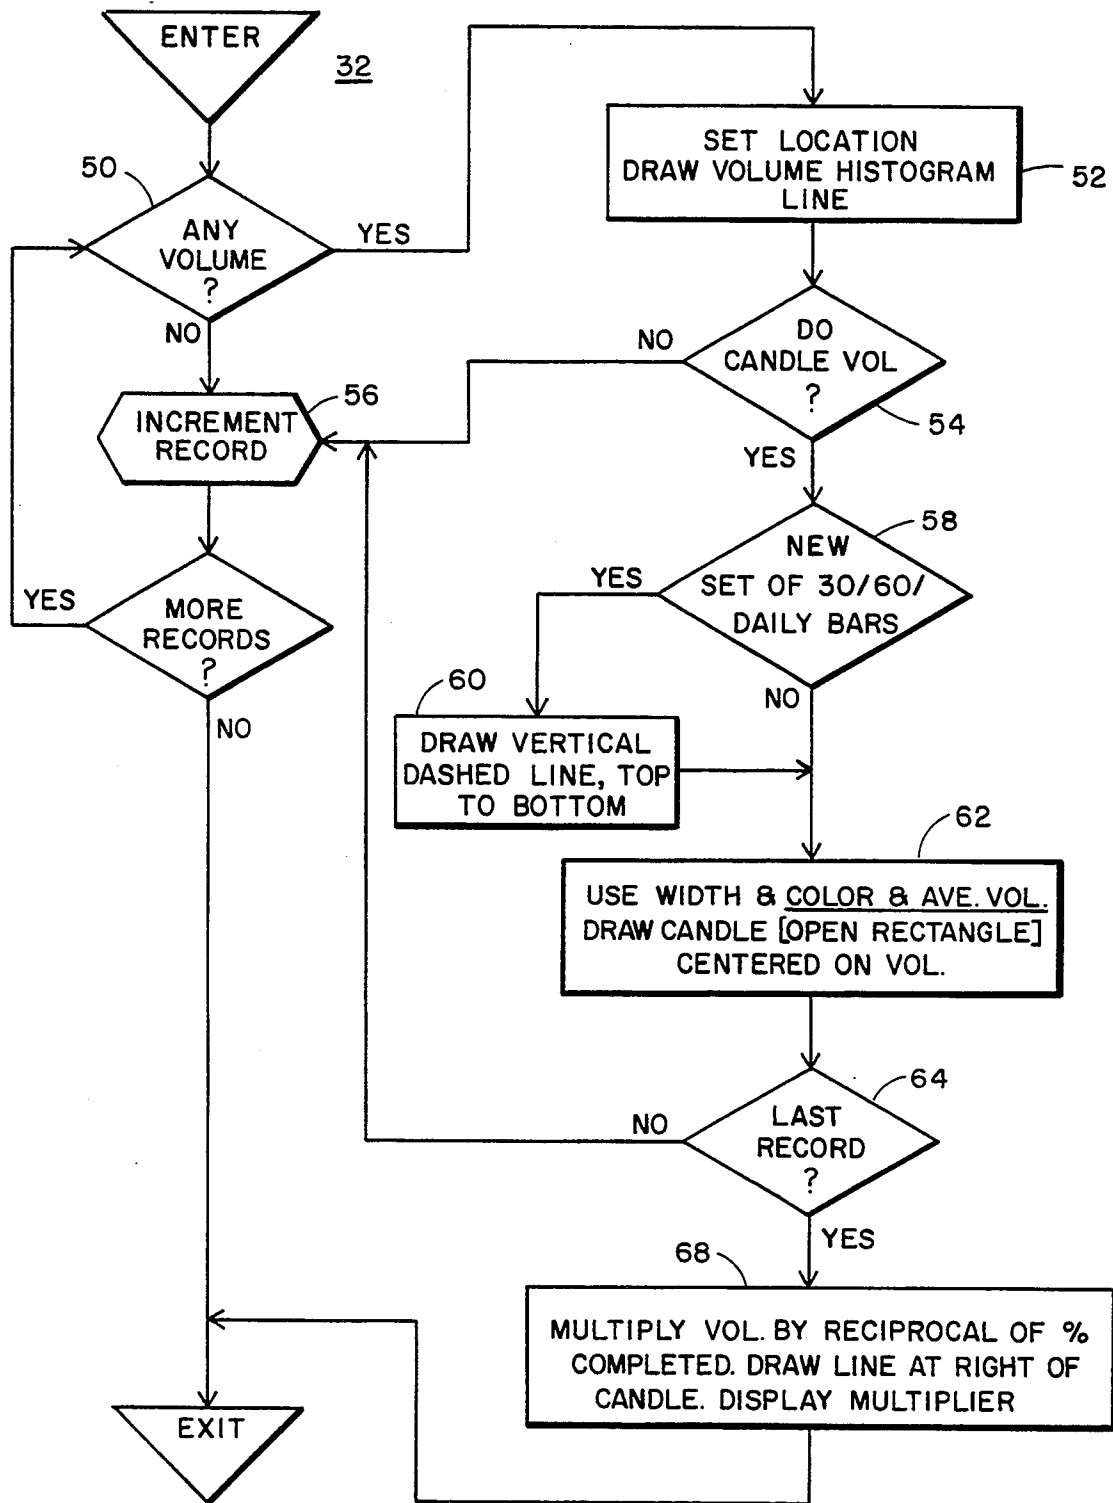 ENTER
32
50
ANY
VOLUME
?
YES
NO
SET LOCATION
DRAW VOLUME HISTOGRAM
LINE
52
DO
CANDLE VOL
?
NO
54
YES
56
INCREMENT
RECORD
58
NEW
SET OF 30/60/
DAILY BARS
YES
NO
MORE
RECORDS
?
YES
NO
60
DRAW VERTICAL
DASHED LINE, TOP
TO BOTTOM
62
USE WIDTH & COLOR & AVE. VOL.
DRAW CANDLE [OPEN RECTANGLE]
CENTERED ON VOL.
64
LAST
RECORD
?
NO
YES
68
MULTIPLY VOL. BY RECIPROCAL OF %
COMPLETED. DRAW LINE AT RIGHT OF
CANDLE. DISPLAY MULTIPLIER
EXIT